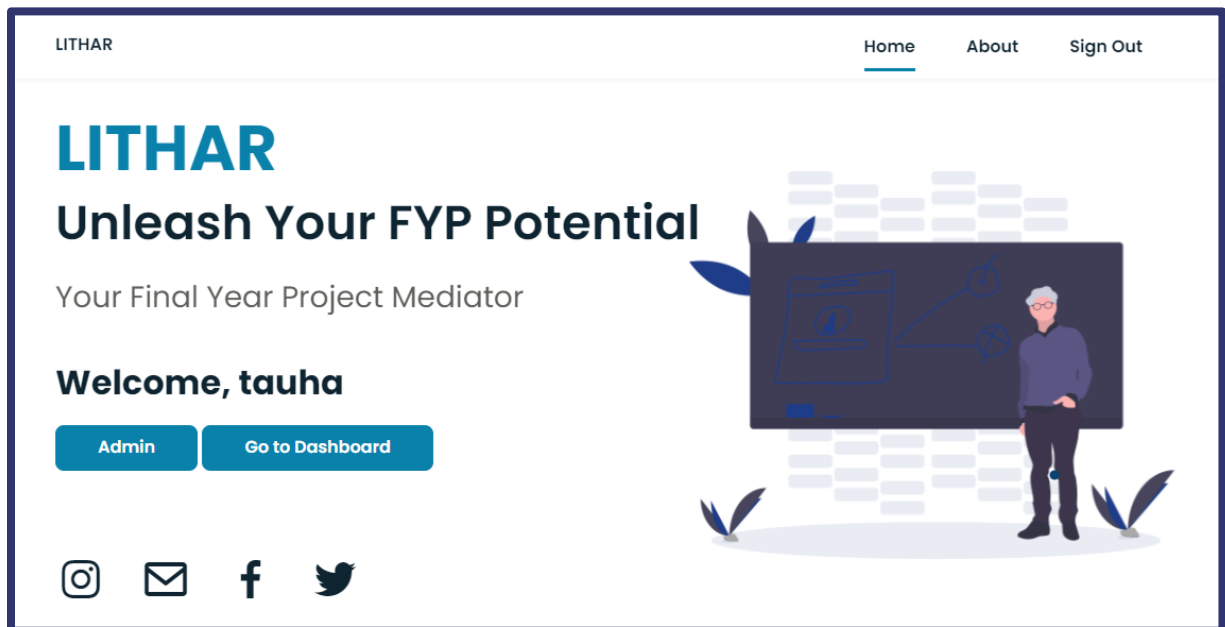 LITHAR
Home About Sign Out
LITHAR
Unleash Your FYP Potential
Your Final Year Project Mediator
Welcome, tauha
Admin Go to Dashboard